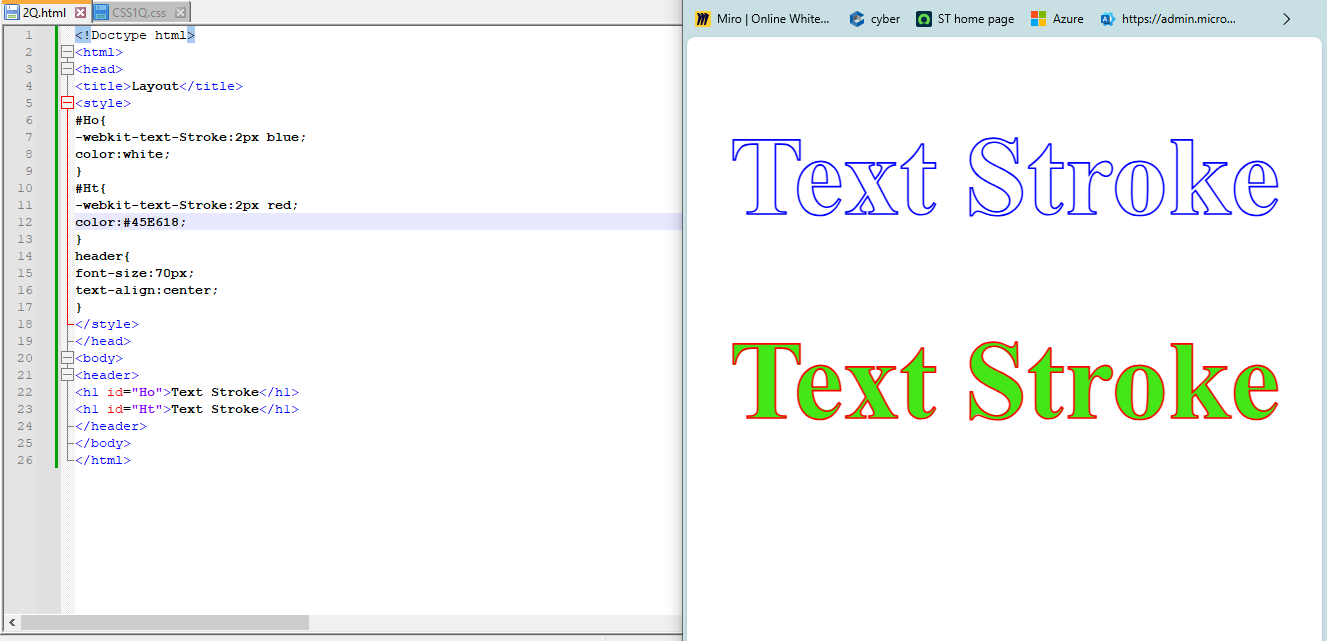 2Q.html CSS1Q.css
1 <!Doctype html>
2 <html>
3 <head>
4 <title>Layout</title>
5 <style>
6 #Ho{
7 -webkit-text-Stroke:2px blue;
8 color:white;
9 }
10 #Ht{
11 -webkit-text-Stroke:2px red;
12 color:#45E618;
13 }
14 header{
15 font-size:70px;
16 text-align:center;
17 }
18 </style>
19 </head>
20 <body>
21 <header>
22 <hl id="Ho">Text Stroke</hl>
23 <hl id="Ht">Text Stroke</hl>
24 </header>
25 </body>
26 </html>
Miro | Online White... cyber ST home page Azure https://admin.micro...
Text Stroke
Text Stroke